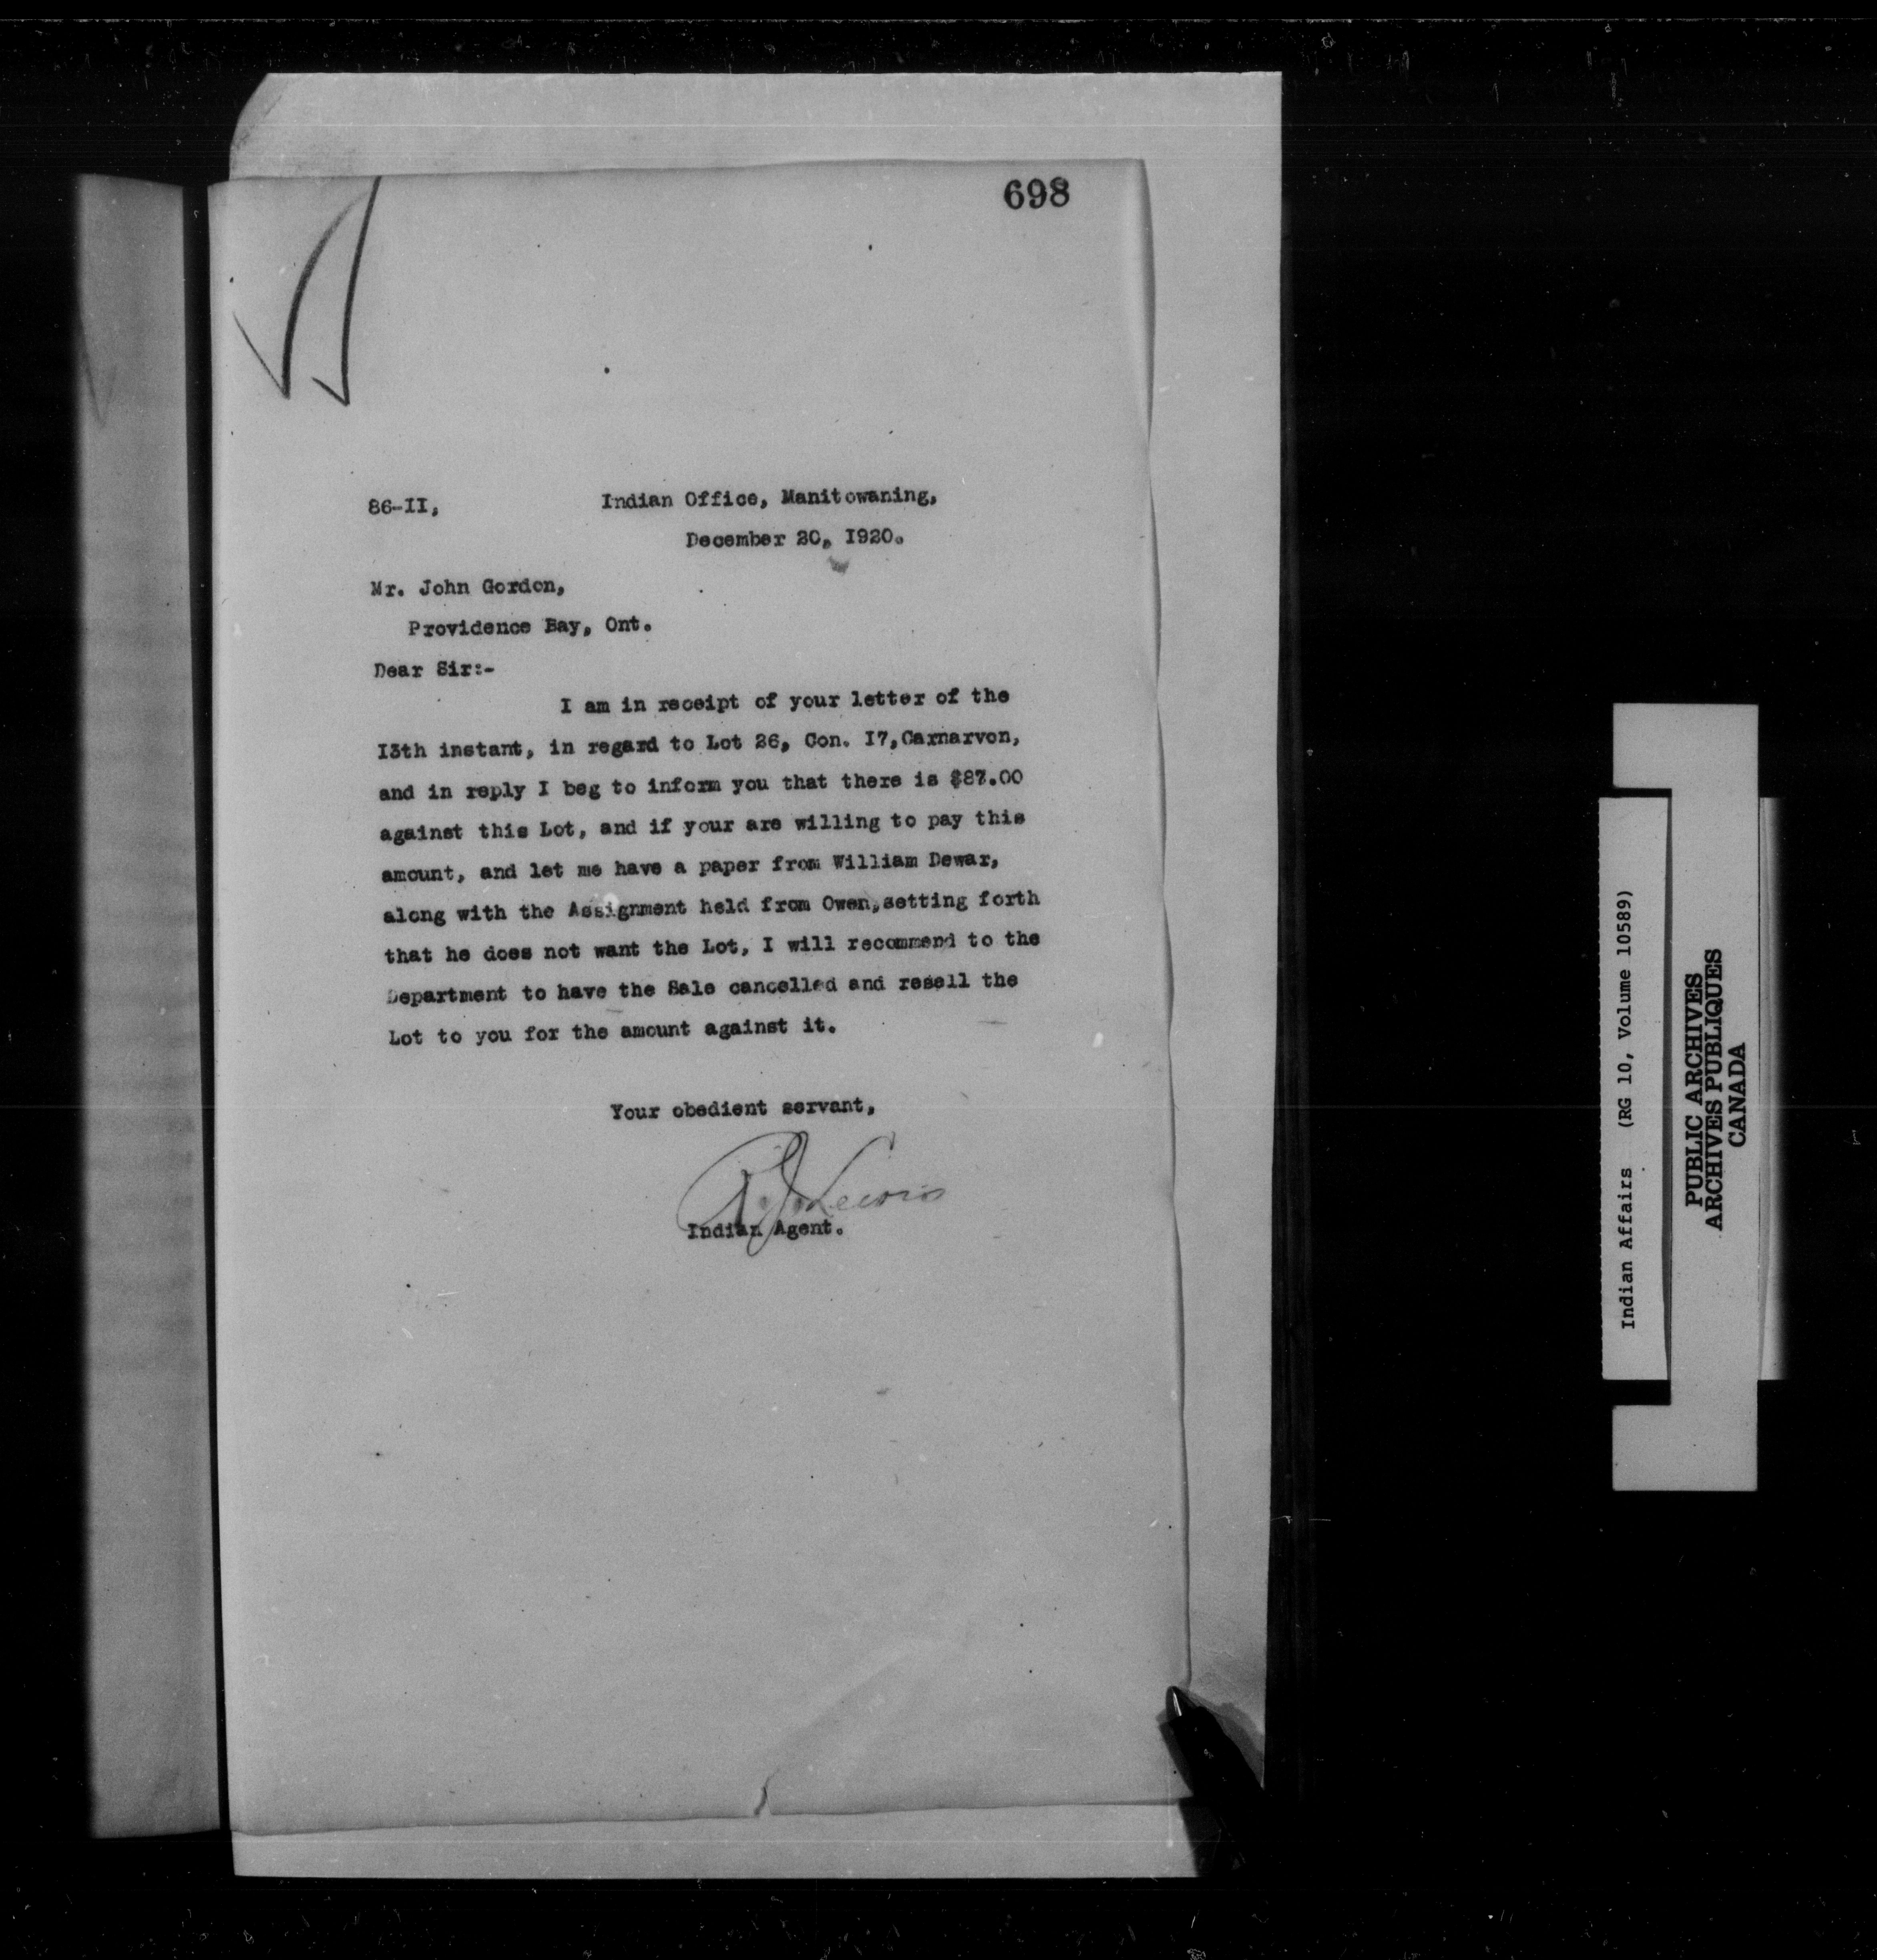 698
86-II,
Indian Office, Manitowaning,
December 20, I920.
Mr. John Gordon,
Providence Bay, Ont.
Dear Sir:-
I am in receipt of your letter of the
I3th instant, in regard to Lot 26, Con. I7,Carnarvon,
and in reply I beg to inform you that there is $87.00
against this Lot, and if your are willing to pay this
amount, and let me have a paper from William Dewar,
along with the Assignment held from Owen,setting forth
that he does not want the Lot, I will recommend to the
Department to have the Sale cancelled and resell the
Lot to you for the amount against it.
Your obedient servant,
R.J. Lewis
Indian Agent.
Indian Affairs (RG 10, Volume 10589)
PUBLIC ARCHIVES
ARCHIVES PUBLIQUES
CANADA